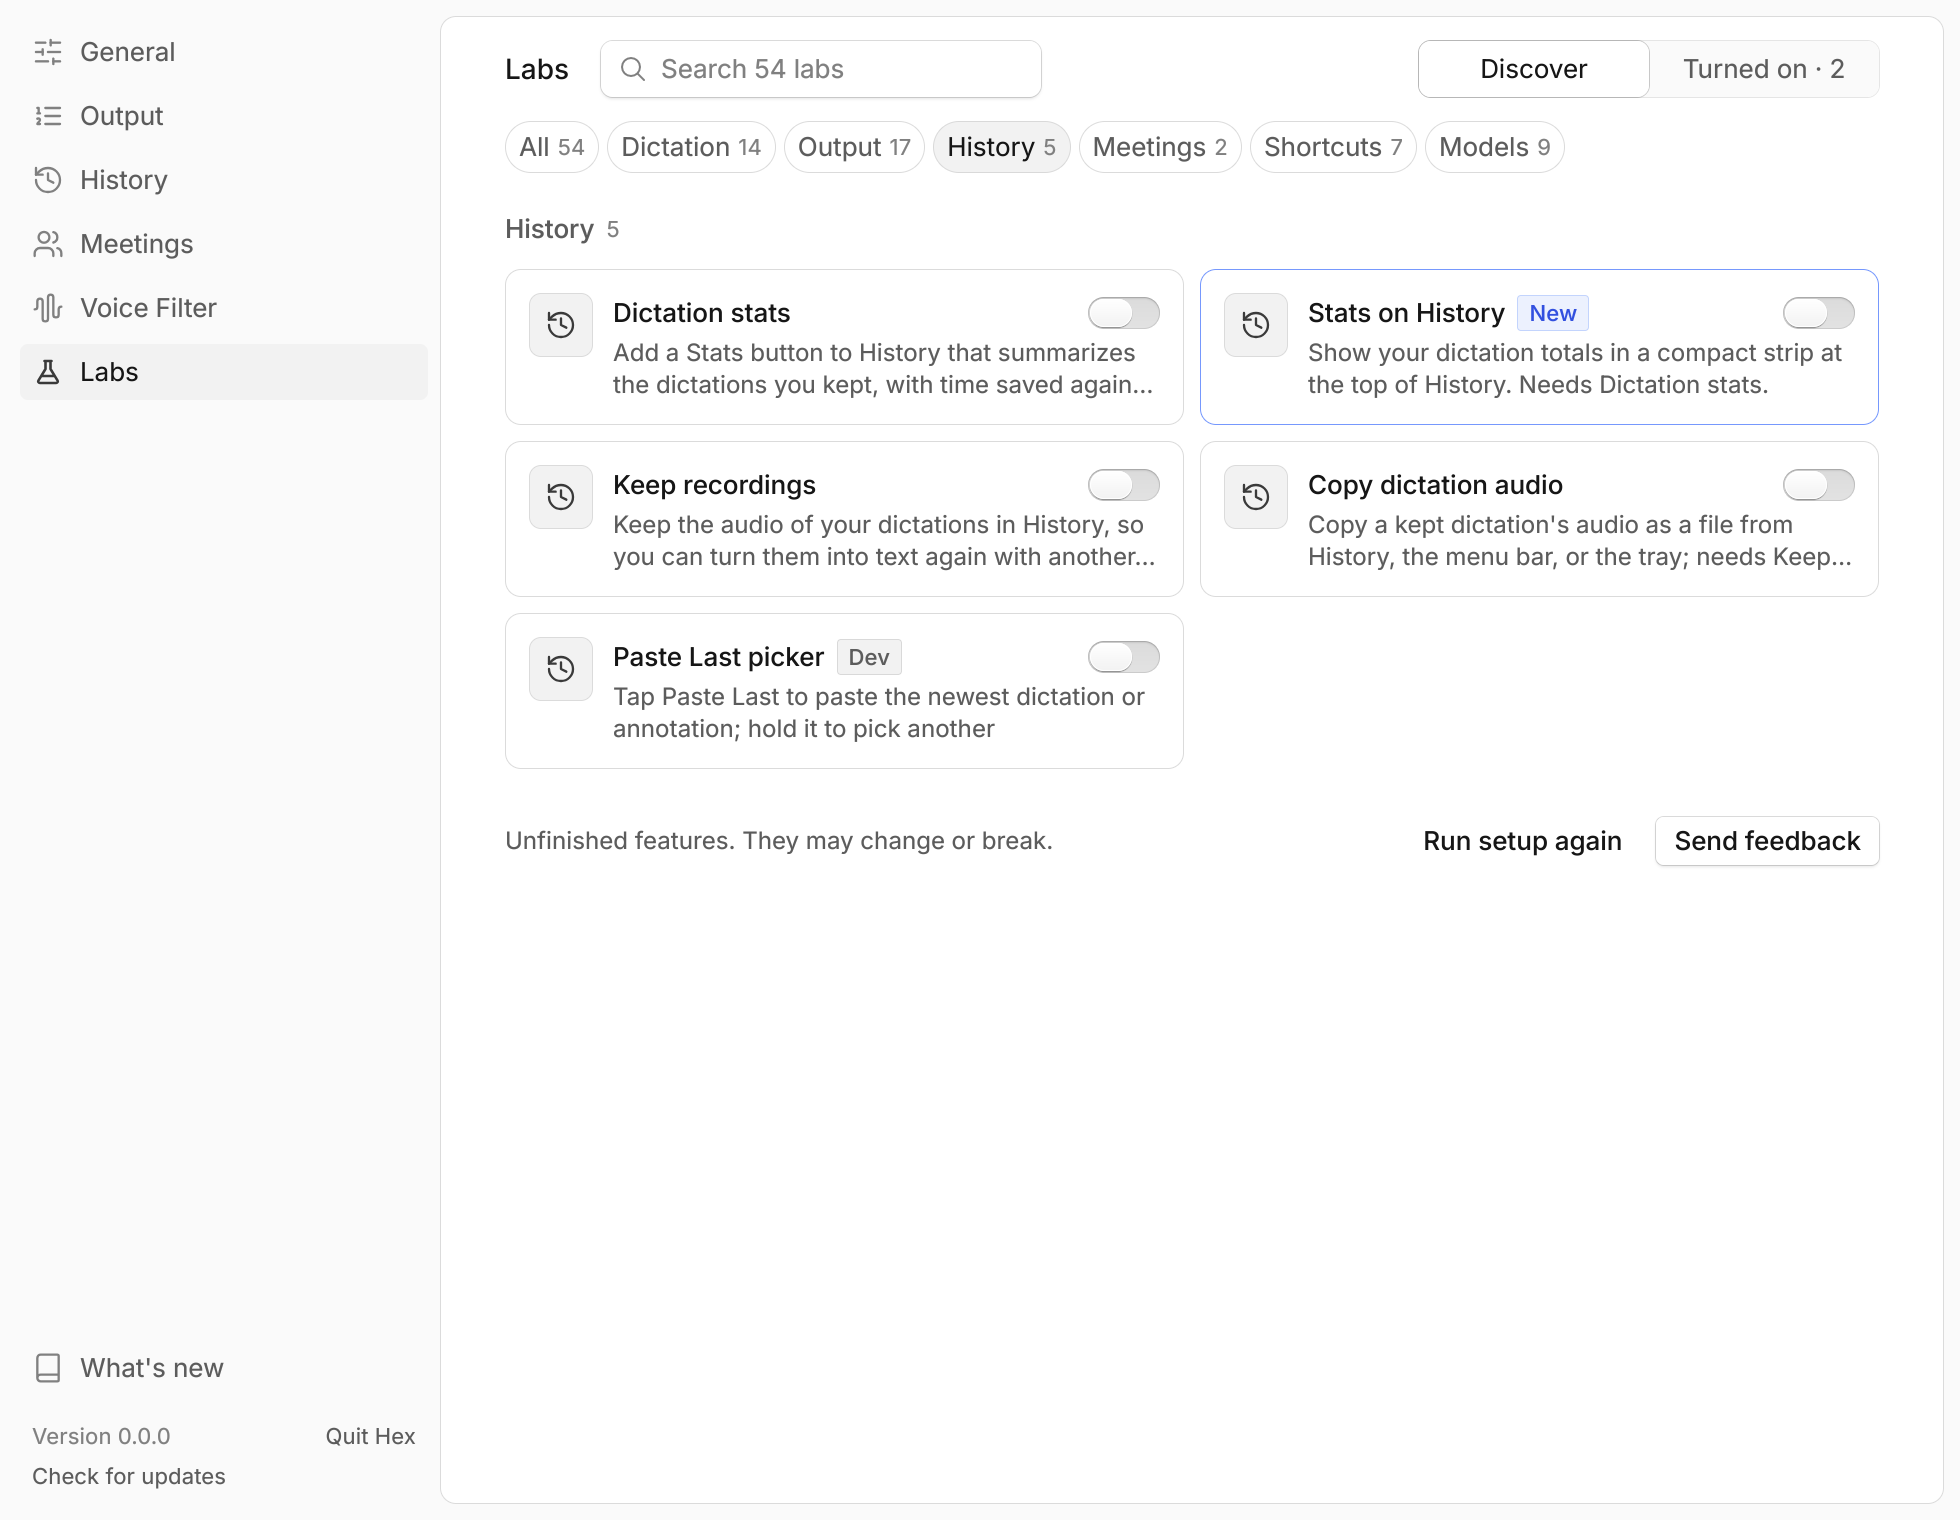 General
Output
History
Meetings
Voice Filter
Labs
What's new
Version 0.0.0
Quit Hex
Check for updates
Labs
Search 54 labs
Discover
Turned on · 2
All 54
Dictation 14
Output 17
History 5
Meetings 2
Shortcuts 7
Models 9
History 5
Dictation stats
Add a Stats button to History that summarizes
the dictations you kept, with time saved again...
Stats on History New
Show your dictation totals in a compact strip at
the top of History. Needs Dictation stats.
Keep recordings
Keep the audio of your dictations in History, so
you can turn them into text again with another...
Copy dictation audio
Copy a kept dictation's audio as a file from
History, the menu bar, or the tray; needs Keep...
Paste Last picker Dev
Tap Paste Last to paste the newest dictation or
annotation; hold it to pick another
Unfinished features. They may change or break.
Run setup again
Send feedback